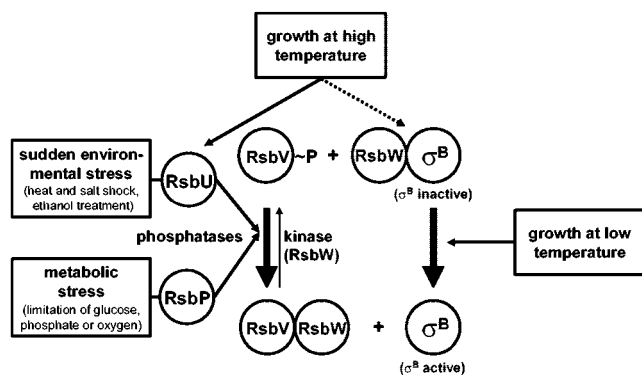 growth at high
temperature
sudden environ-
mental stress
(heat and salt shock,
ethanol treatment)
RsbU
RsbV ~P + RsbW σB
(σB inactive)
phosphatases
kinase
(RsbW)
growth at low
temperature
metabolic
stress
(limitation of glucose,
phosphate or oxygen)
RsbP
RsbV RsbW + σB
(σB active)